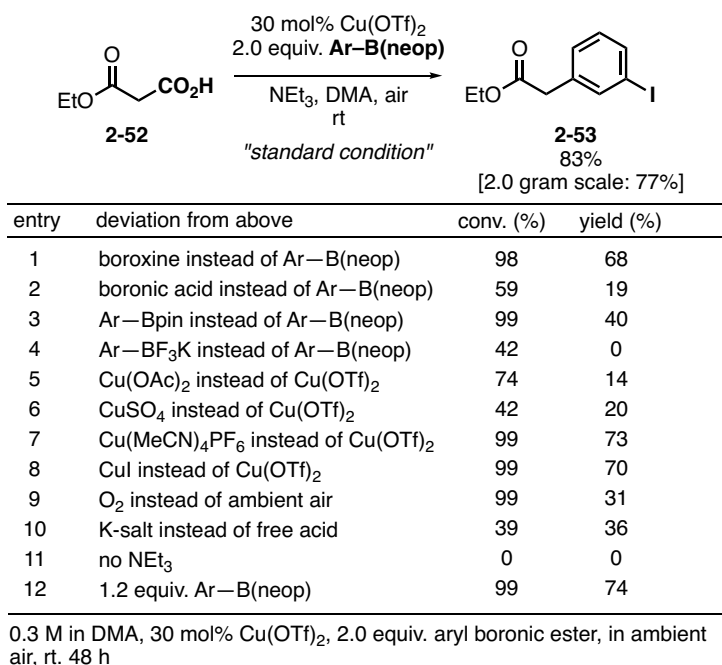 30 mol% Cu(OTf)2
2.0 equiv. Ar–B(neop)
NEt3, DMA, air
rt
"standard condition"
O
EtO
CO2H
2-52
O
EtO
I
2-53
83%
[2.0 gram scale: 77%]
entry deviation from above conv. (%) yield (%)
1 boroxine instead of Ar—B(neop) 98 68
2 boronic acid instead of Ar—B(neop) 59 19
3 Ar—Bpin instead of Ar—B(neop) 99 40
4 Ar—BF3K instead of Ar—B(neop) 42 0
5 Cu(OAc)2 instead of Cu(OTf)2 74 14
6 CuSO4 instead of Cu(OTf)2 42 20
7 Cu(MeCN)4PF6 instead of Cu(OTf)2 99 73
8 CuI instead of Cu(OTf)2 99 70
9 O2 instead of ambient air 99 31
10 K-salt instead of free acid 39 36
11 no NEt3 0 0
12 1.2 equiv. Ar—B(neop) 99 74
0.3 M in DMA, 30 mol% Cu(OTf)2, 2.0 equiv. aryl boronic ester, in ambient
air, rt. 48 h